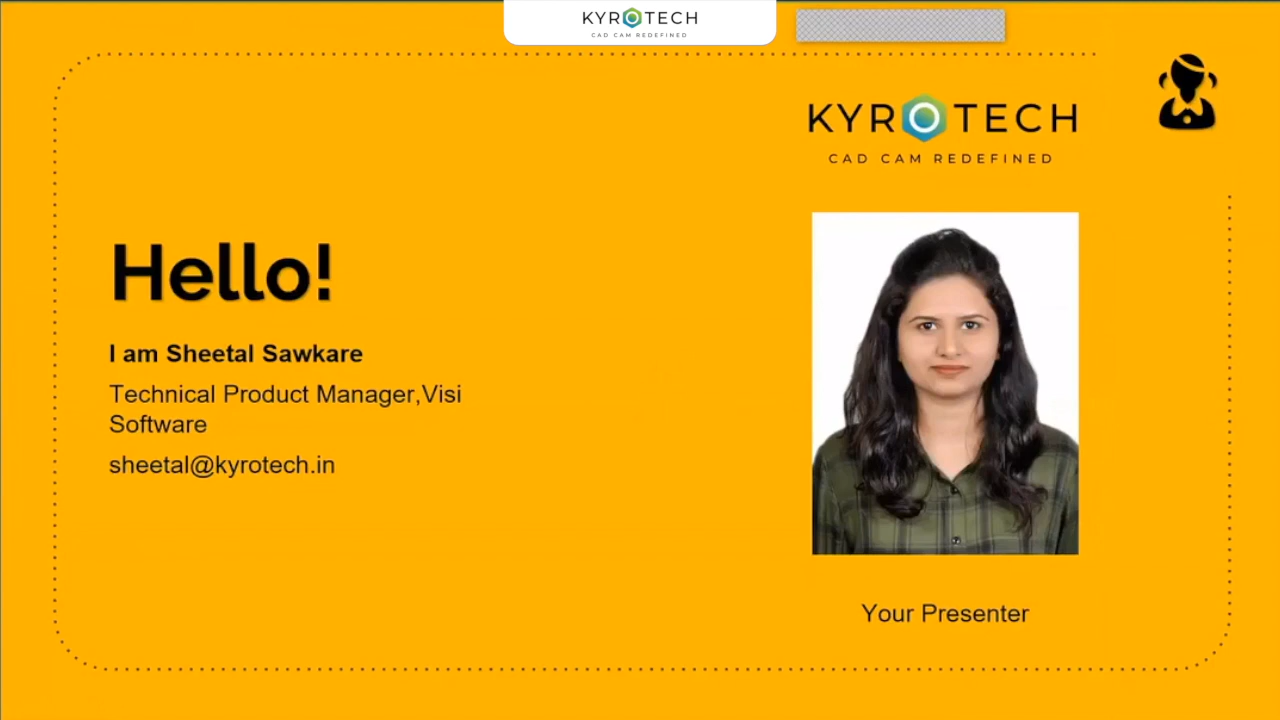 KYROTECH
CAD CAM REDEFINED
KYROTECH
CAD CAM REDEFINED
Hello!
I am Sheetal Sawkare
Technical Product Manager,Visi
Software
sheetal@kyrotech.in
Your Presenter